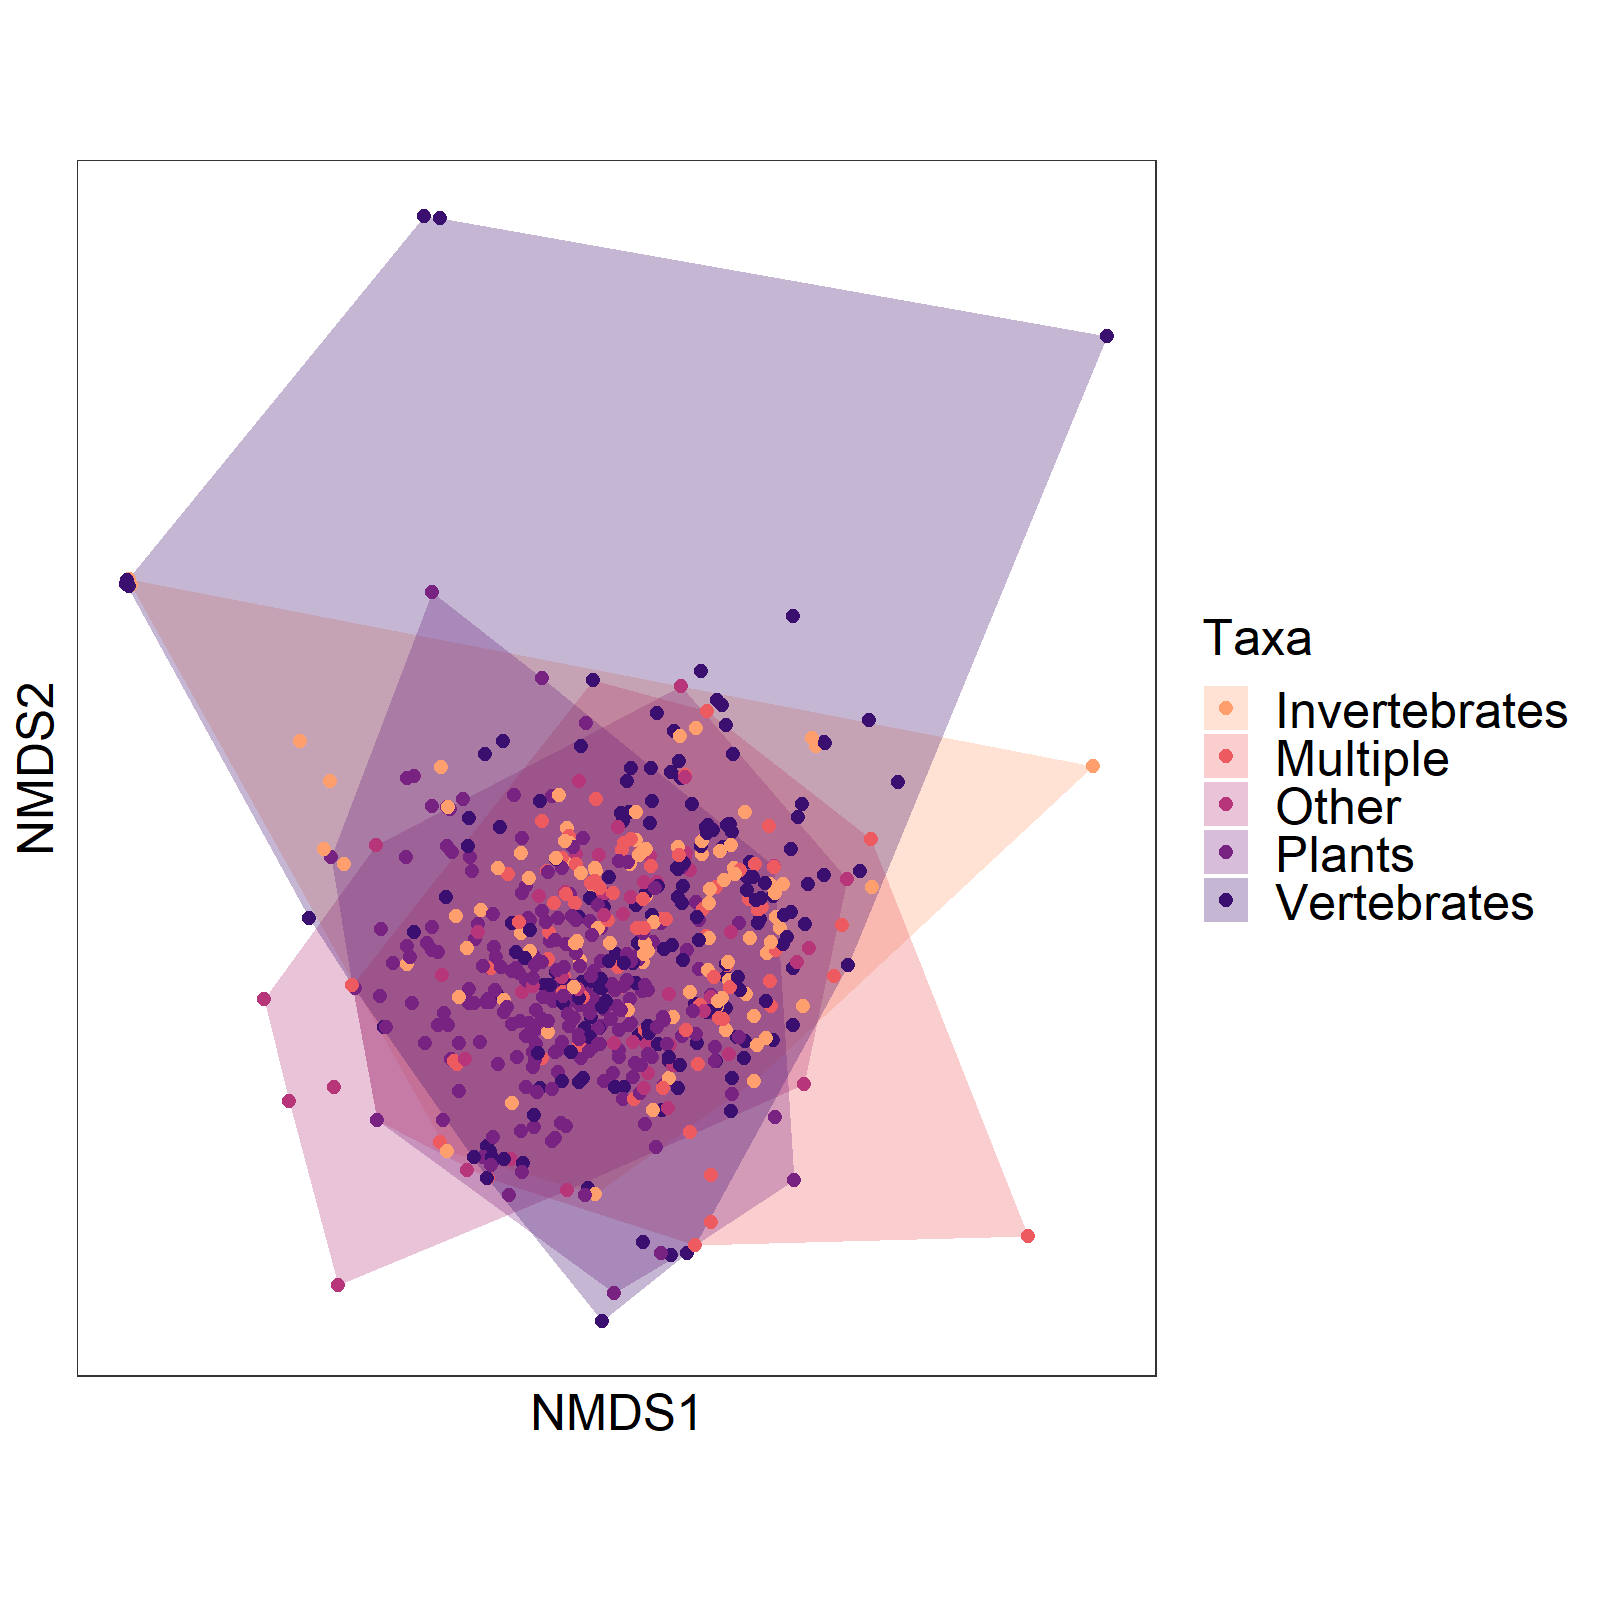 NMDS2
NMDS1
Taxa
Invertebrates
Multiple
Other
Plants
Vertebrates